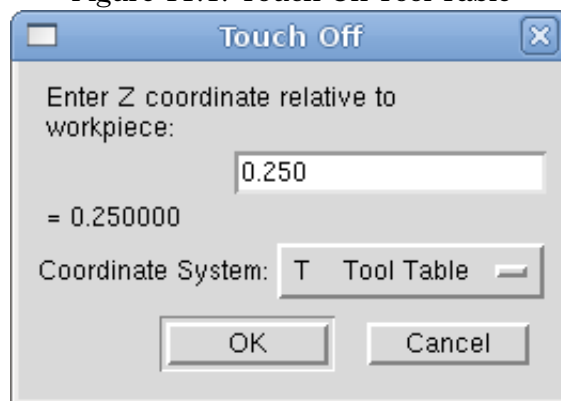 Touch Off
Enter Z coordinate relative to
workpiece:
0.250
= 0.250000
Coordinate System: T Tool Table
OK Cancel